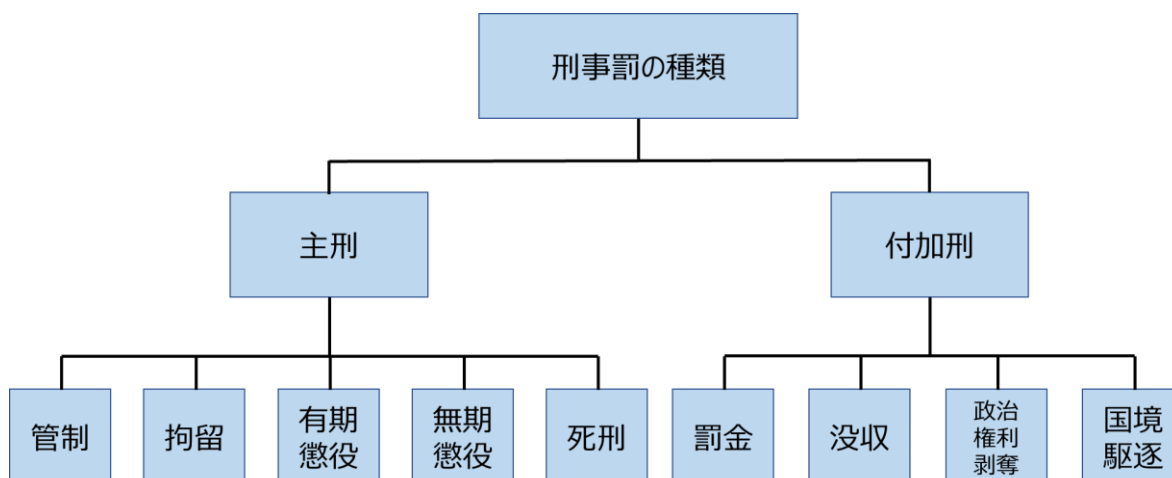 刑事罰の種類
主刑
付加刑
管制
拘留
有期
懲役
無期
懲役
死刑
罰金
没収
政治
権利
剥奪
国境
駆逐